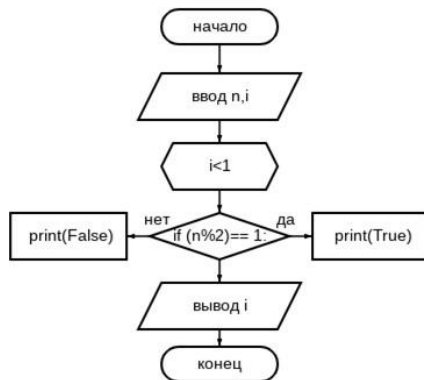 начало
ввод n,i
i<1
нет
да
print(False)
if (n%2)== 1:
print(True)
вывод i
конец